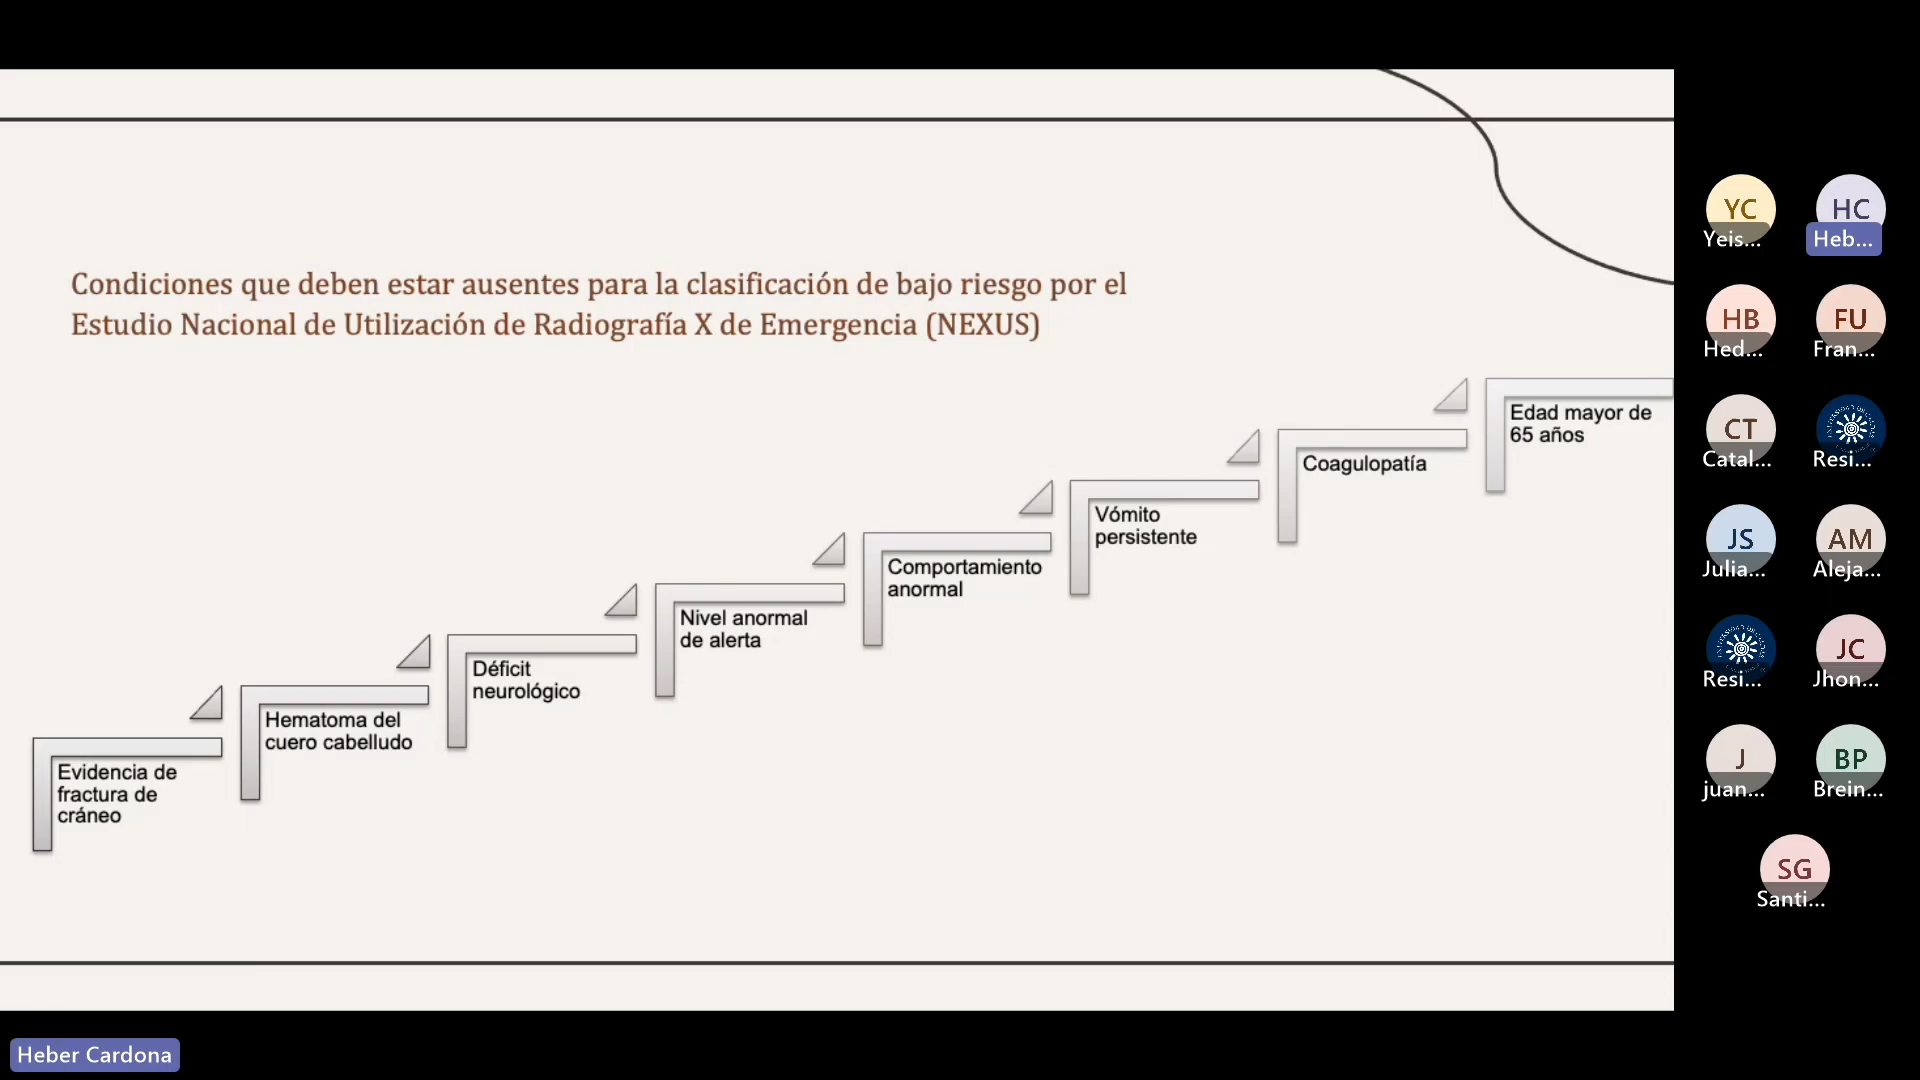 Condiciones que deben estar ausentes para la clasificación de bajo riesgo por el
Estudio Nacional de Utilización de Radiografía X de Emergencia (NEXUS)
Evidencia de
fractura de
cráneo
Hematoma del
cuero cabelludo
Déficit
neurológico
Nivel anormal
de alerta
Comportamiento
anormal
Vómito
persistente
Coagulopatía
Edad mayor de
65 años
YC
Yeis...
HC
Heb...
HB
Hed...
FU
Fran...
CT
Catal...
Resi...
JS
Julia...
AM
Aleja...
Resi...
JC
Jhon...
J
juan...
BP
Brein...
SG
Santi...
Heber Cardona